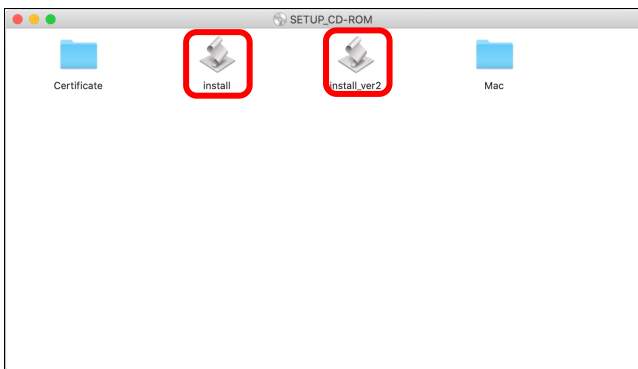 SETUP_CD-ROM
Certificate
install
install_ver2
Mac